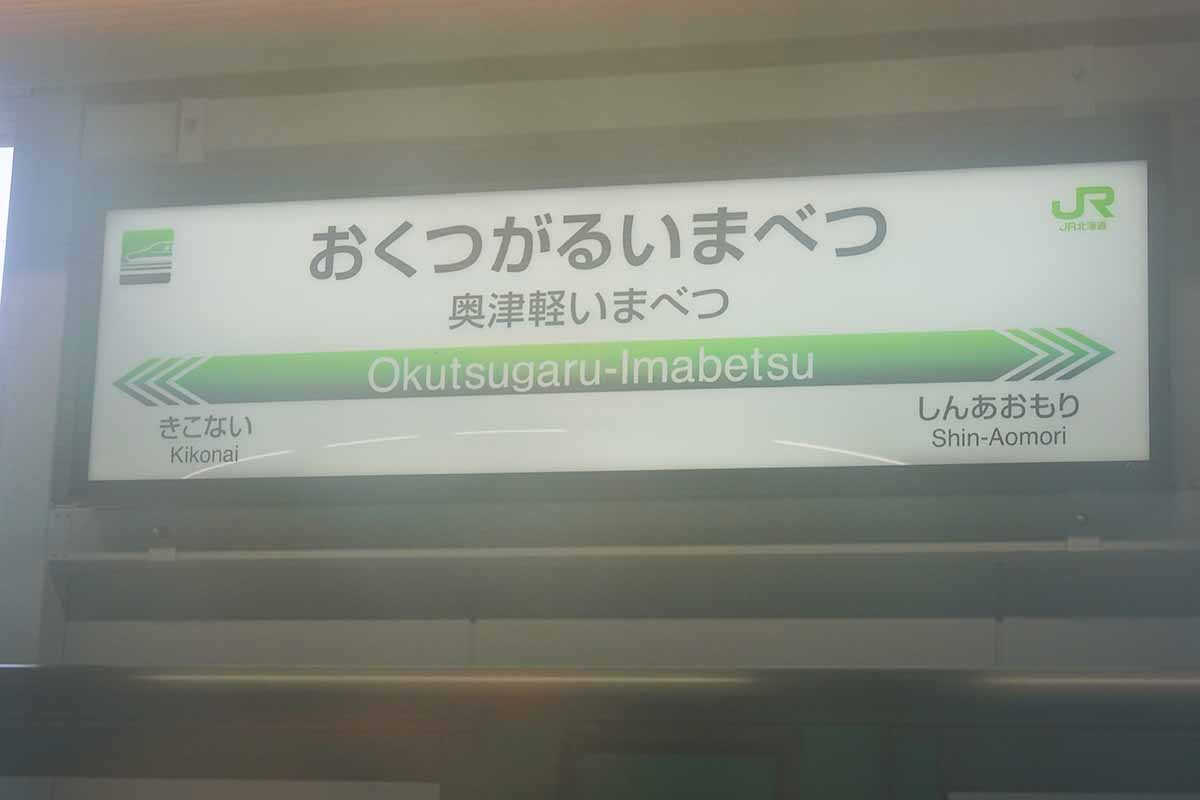 おくつがるいまべつ
JR
JR北海道
奥津軽いまべつ
Okutsugaru-Imabetsu
きこない
Kikonai
しんあおもり
Shin-Aomori